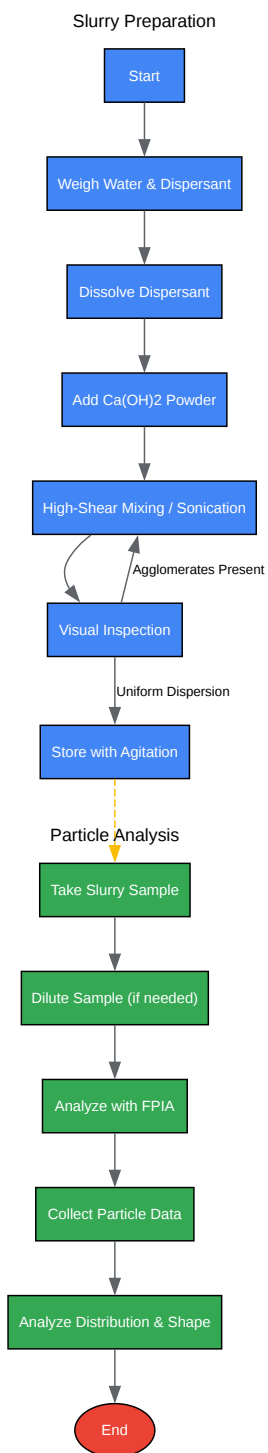 Slurry Preparation
Start
Weigh Water & Dispersant
Dissolve Dispersant
Add Ca(OH)2 Powder
High-Shear Mixing / Sonication
Agglomerates Present
Visual Inspection
Uniform Dispersion
Store with Agitation
Particle Analysis
Take Slurry Sample
Dilute Sample (if needed)
Analyze with FPIA
Collect Particle Data
Analyze Distribution & Shape
End